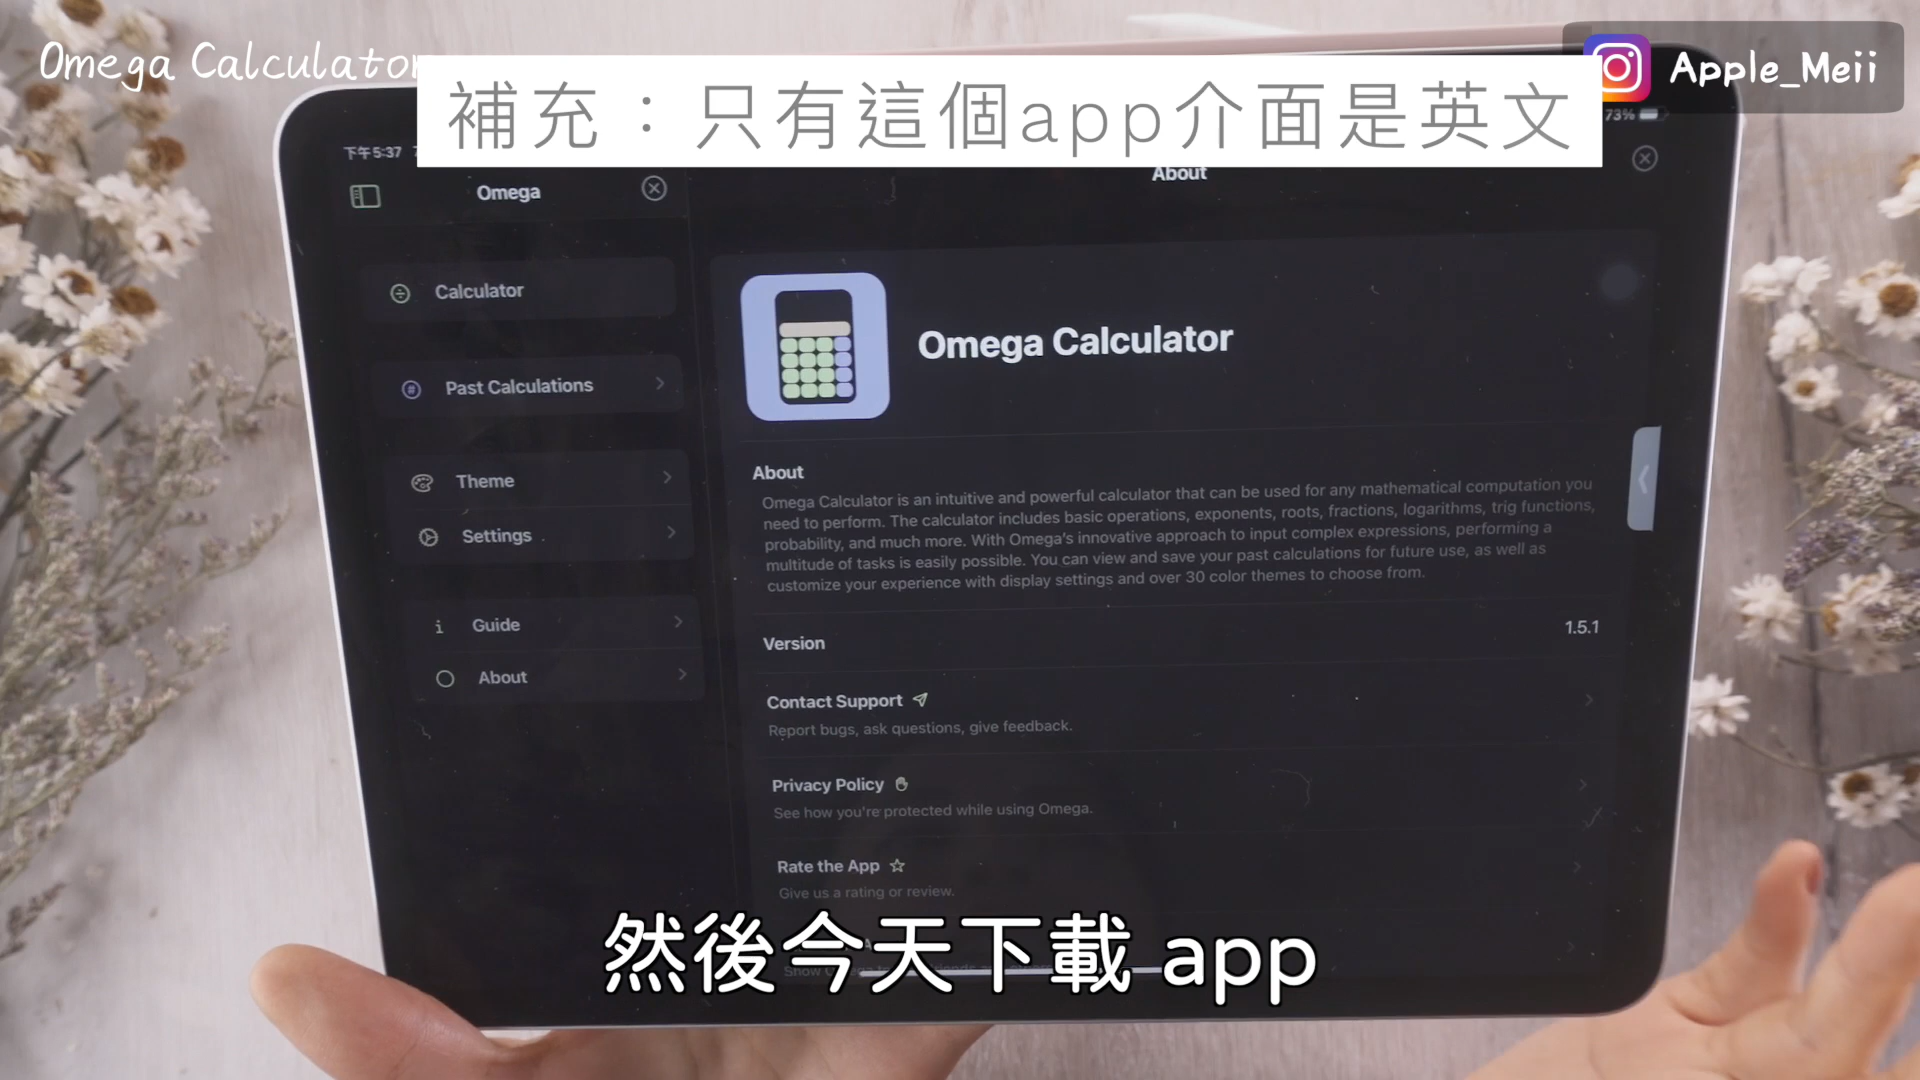 Omega Calculator
Apple_Meii
補充：只有這個app介面是英文
下午5:37
73%
Omega
Calculator
Past Calculations
Theme
Settings
Guide
About
About
Omega Calculator
About
Omega Calculator is an intuitive and powerful calculator that can be used for any mathematical computation you
need to perform. The calculator includes basic operations, exponents, roots, fractions, logarithms, trig functions,
probability, and much more. With Omega's innovative approach to input complex expressions, performing a
multitude of tasks is easily possible. You can view and save your past calculations for future use, as well as
customize your experience with display settings and over 30 color themes to choose from.
Version
1.5.1
Contact Support
Report bugs, ask questions, give feedback.
Privacy Policy
See how you're protected while using Omega.
Rate the App
Give us a rating or review.
Show
然後今天下載 app